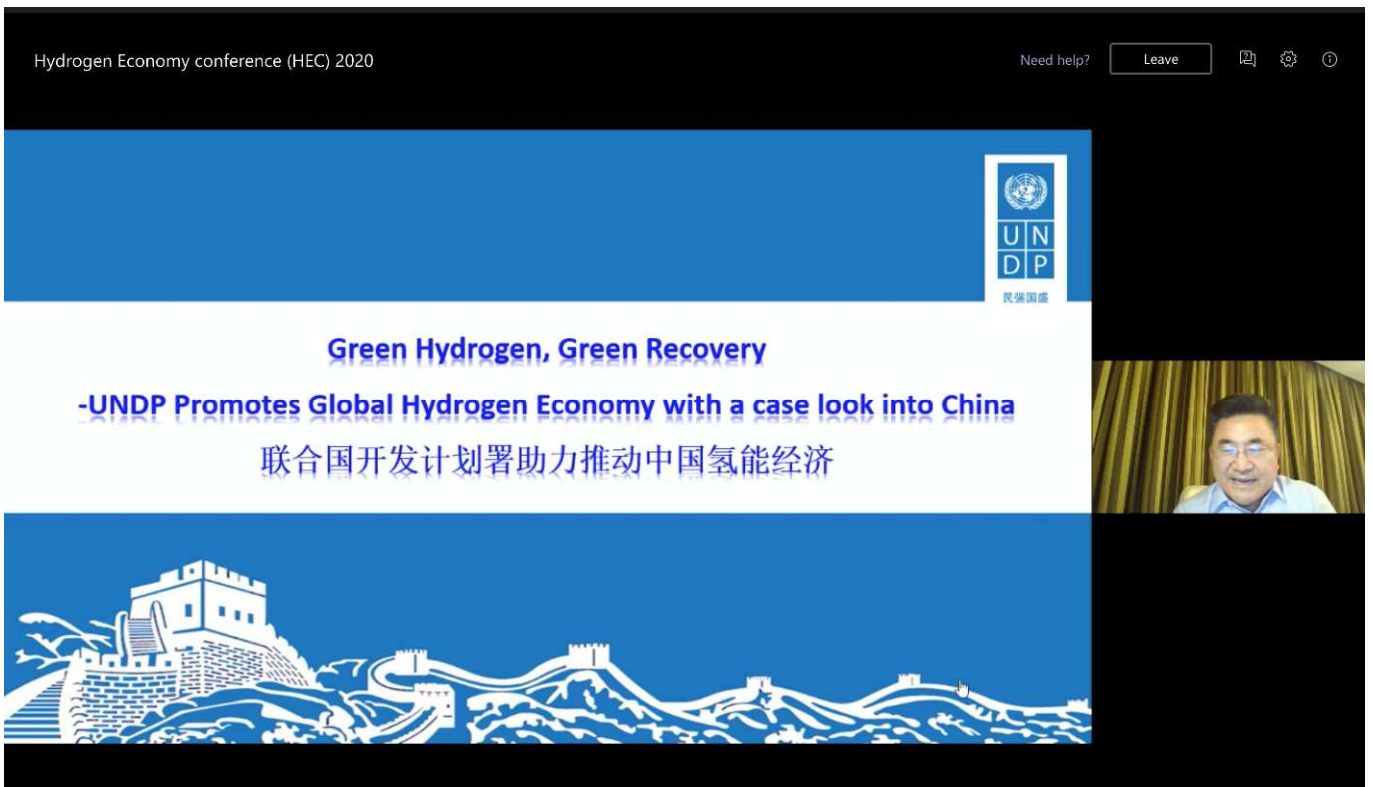 Hydrogen Economy conference (HEC) 2020
Need help?
Leave
UN
DP
民强国盛
Green Hydrogen, Green Recovery
-UNDP Promotes Global Hydrogen Economy with a case look into China
联合国开发计划署助力推动中国氢能经济